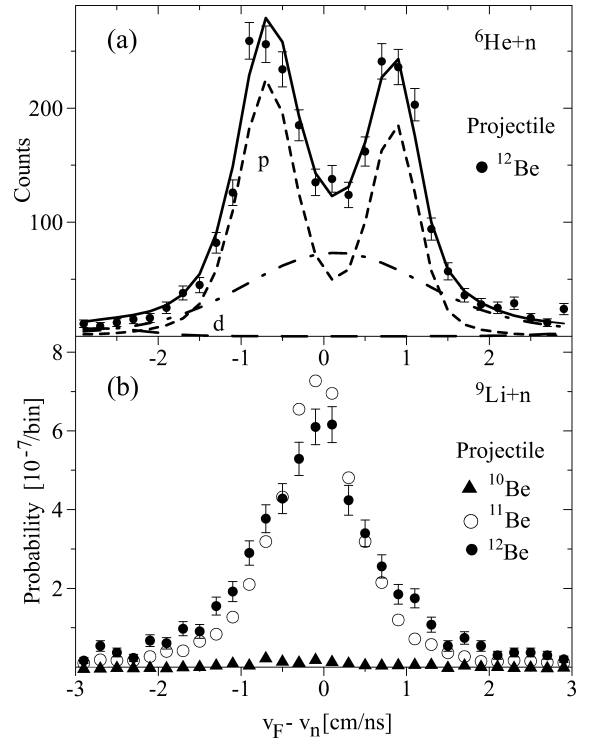 (a)
⁶He+n
Projectile
● ¹²Be
p
d
Counts
200
100
-2 -1 0 1 2
(b)
⁹Li+n
Projectile
▲ ¹⁰Be
○ ¹¹Be
● ¹²Be
Probability [10⁻⁷/bin]
8
6
4
2
-3 -2 -1 0 1 2 3
v_F - v_n [cm/ns]